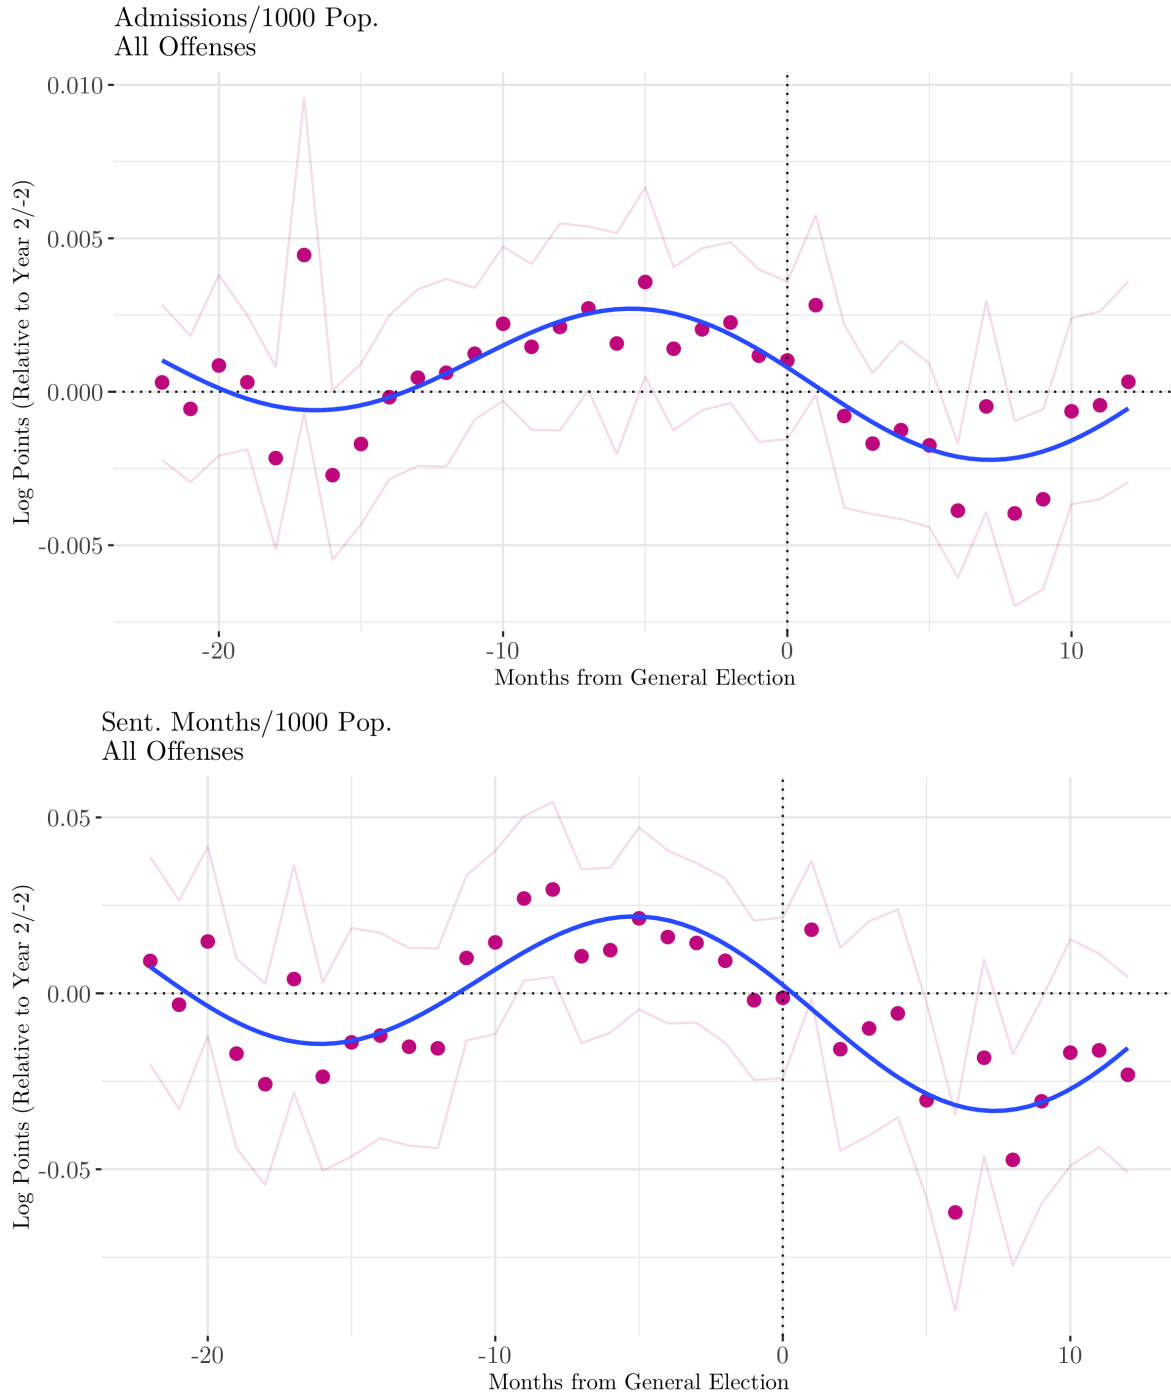 Admissions/1000 Pop.
All Offenses
Log Points (Relative to Year 2/-2)
0.010
0.005
0.000
-0.005
-20
-10
0
10
Months from General Election
Sent. Months/1000 Pop.
All Offenses
Log Points (Relative to Year 2/-2)
0.05
0.00
-0.05
-20
-10
0
10
Months from General Election